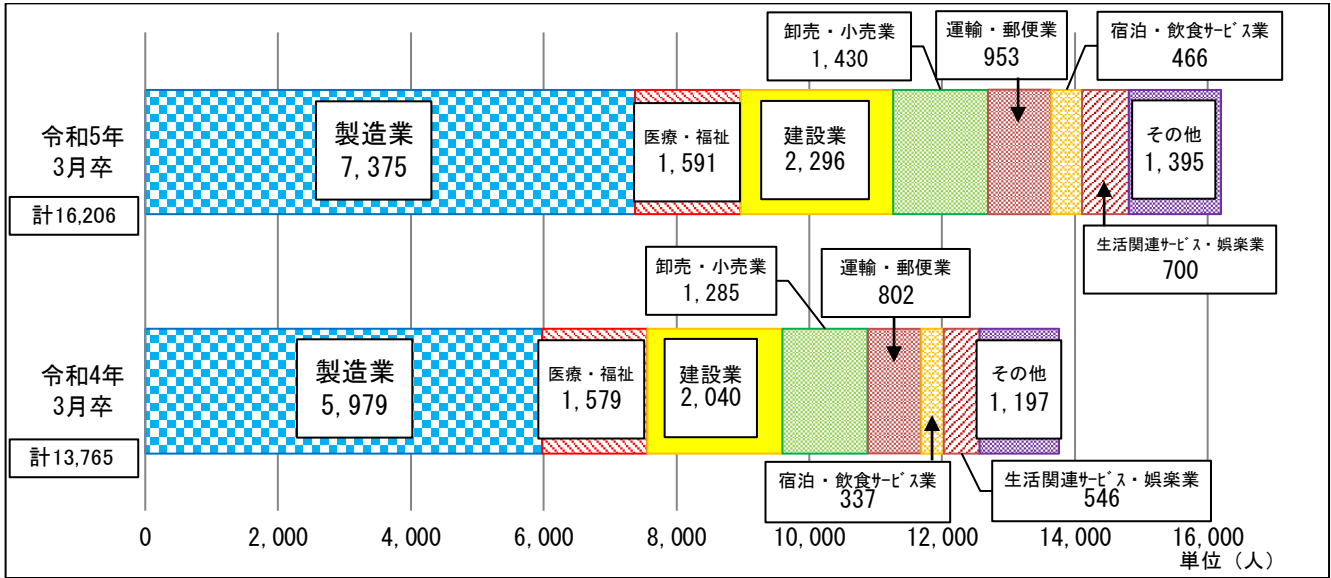 卸売・小売業
1,430
運輸・郵便業
953
宿泊・飲食ｻｰﾋﾞｽ業
466
令和5年
3月卒
計16,206
製造業
7,375
医療・福祉
1,591
建設業
2,296
その他
1,395
生活関連ｻｰﾋﾞｽ・娯楽業
700
卸売・小売業
1,285
運輸・郵便業
802
令和4年
3月卒
計13,765
製造業
5,979
医療・福祉
1,579
建設業
2,040
その他
1,197
宿泊・飲食ｻｰﾋﾞｽ業
337
生活関連ｻｰﾋﾞｽ・娯楽業
546
0 2,000 4,000 6,000 8,000 10,000 12,000 14,000 16,000
単位（人）